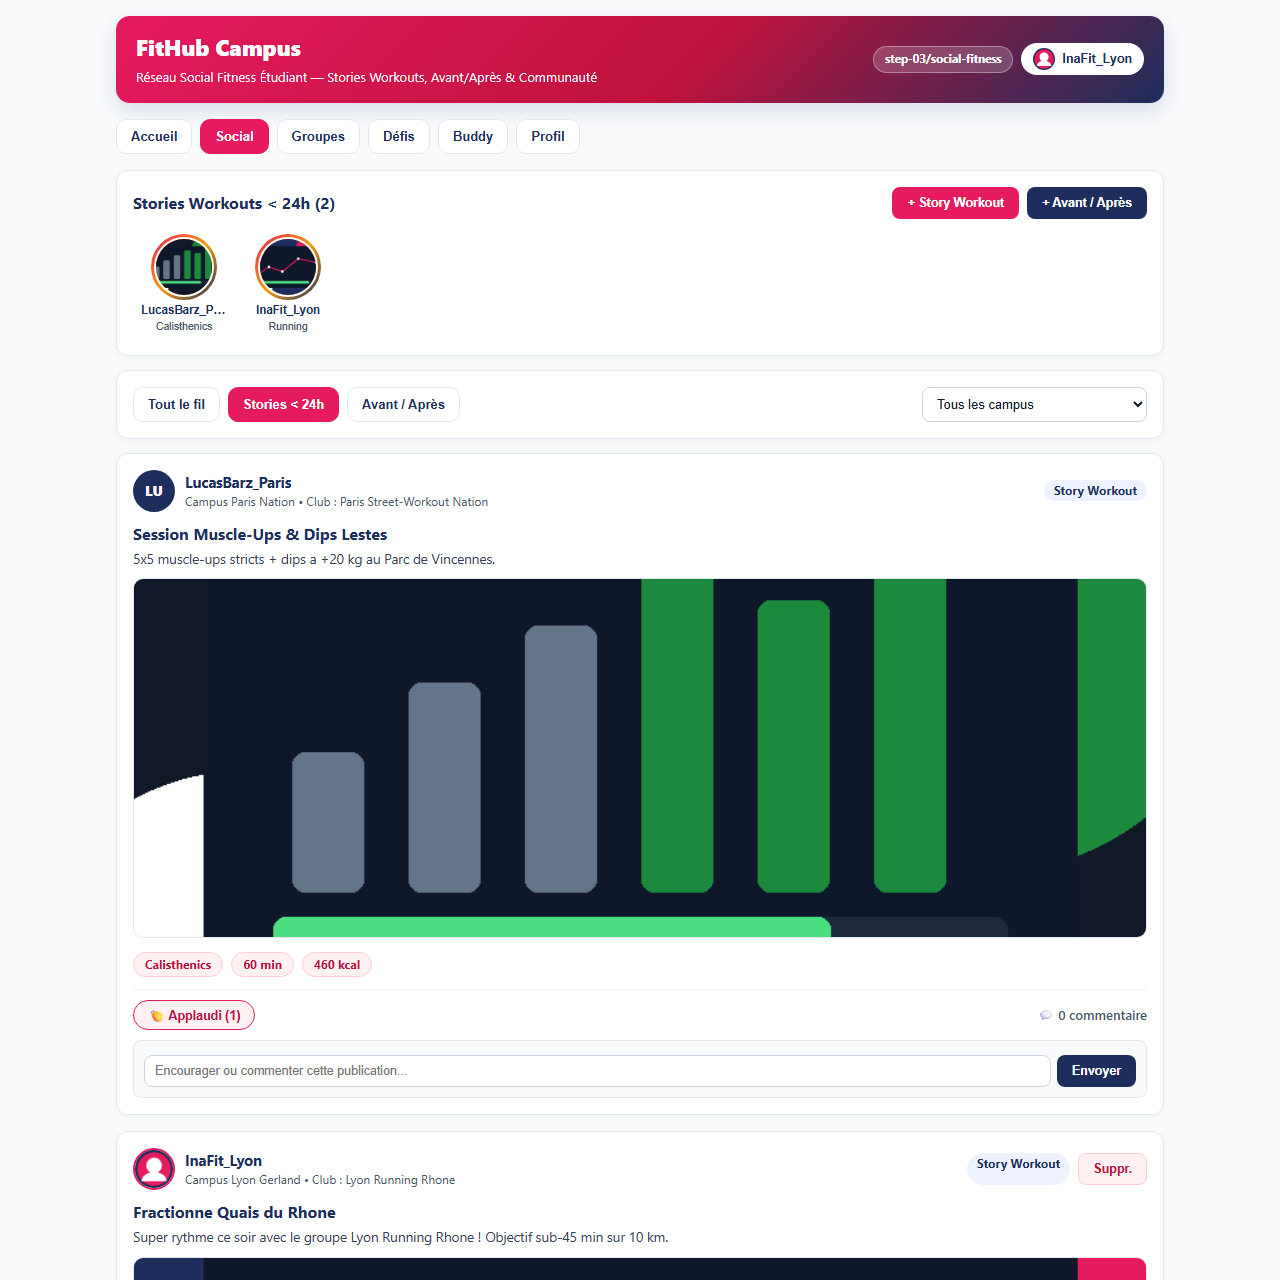 FitHub Campus
Réseau Social Fitness Étudiant — Stories Workouts, Avant/Après & Communauté
step-03/social-fitness
InaFit_Lyon
Accueil
Social
Groupes
Défis
Buddy
Profil
Stories Workouts < 24h (2)
+ Story Workout
+ Avant / Après
LucasBarz_P...
Calisthenics
InaFit_Lyon
Running
Tout le fil
Stories < 24h
Avant / Après
Tous les campus
LU
LucasBarz_Paris
Campus Paris Nation • Club : Paris Street-Workout Nation
Story Workout
Session Muscle-Ups & Dips Lestes
5x5 muscle-ups stricts + dips a +20 kg au Parc de Vincennes.
Calisthenics
60 min
460 kcal
👏 Applaudi (1)
💬 0 commentaire
Encourager ou commenter cette publication...
Envoyer
InaFit_Lyon
Campus Lyon Gerland • Club : Lyon Running Rhone
Story Workout
Suppr.
Fractionne Quais du Rhone
Super rythme ce soir avec le groupe Lyon Running Rhone ! Objectif sub-45 min sur 10 km.